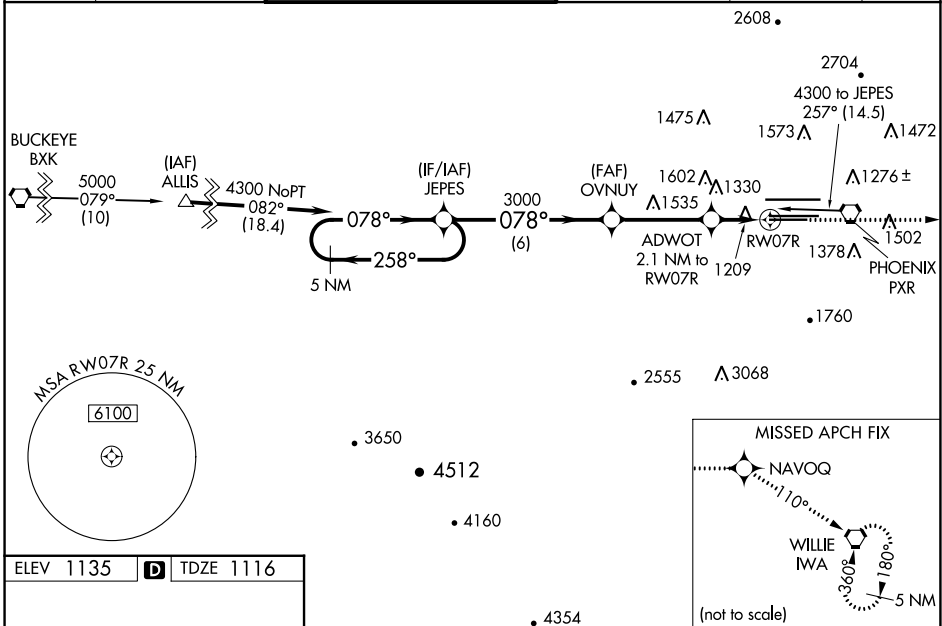 2608
2704
4300 to JEPES
257° (14.5)
1475
1573
1472
BUCKEYE
BXK
5000
079°
(10)
(IAF)
ALLIS
4300 NoPT
082°
(18.4)
(IF/IAF)
JEPES
078°
258°
5 NM
3000
078°
(6)
(FAF)
OVNUY
1602
1330
1535
1276 ±
ADWOT
2.1 NM to
RW07R
1209
RW07R
1378
1502
PHOENIX
PXR
1760
2555
3068
MSA RW07R 25 NM
6100
3650
4512
4160
4354
MISSED APCH FIX
NAVOQ
110°
WILLIE
IWA
360°
180°
5 NM
(not to scale)
ELEV 1135 D TDZE 1116